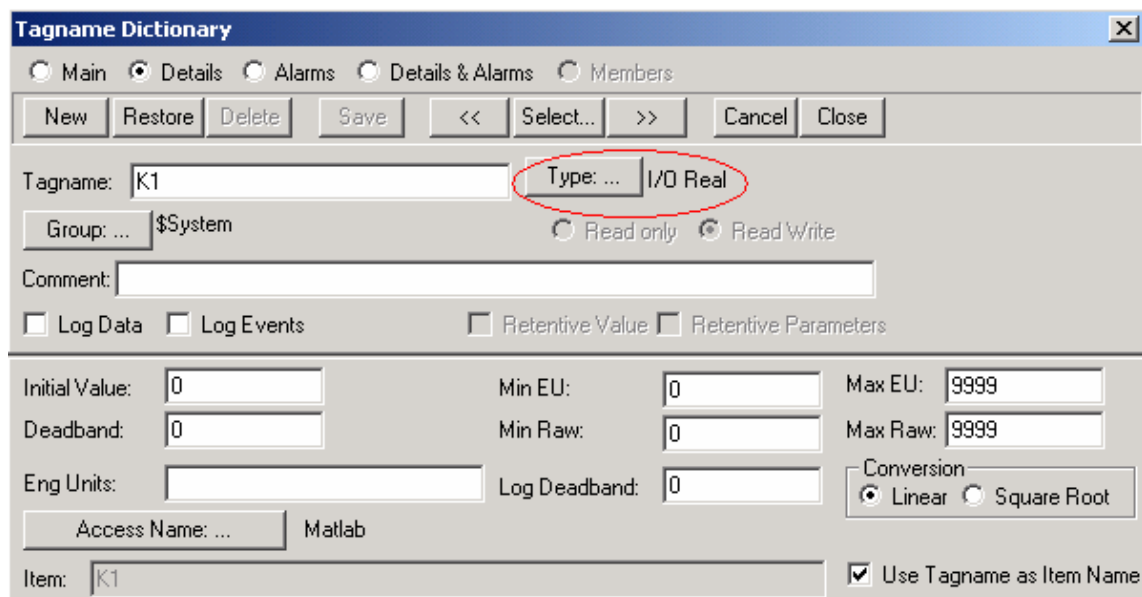 Tagname Dictionary
Main Details Alarms Details & Alarms Members
New Restore Delete Save << Select... >> Cancel Close
Tagname: K1 Type: ... I/O Real
Group: ... $System Read only Read Write
Comment:
Log Data Log Events Retentive Value Retentive Parameters
Initial Value: 0 Min EU: 0 Max EU: 9999
Deadband: 0 Min Raw: 0 Max Raw: 9999
Eng Units: Log Deadband: 0 Conversion
Linear Square Root
Access Name: ... Matlab
Item: K1 Use Tagname as Item Name